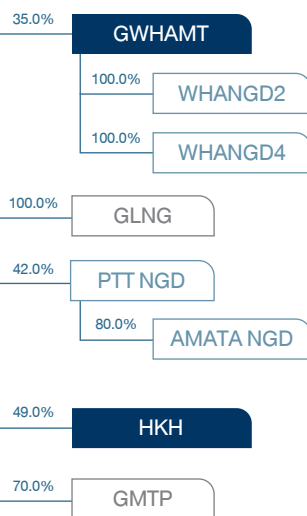 35.0%
GWHAMT
100.0%
WHANGD2
100.0%
WHANGD4
100.0%
GLNG
42.0%
PTT NGD
80.0%
AMATA NGD
49.0%
HKH
70.0%
GMTP